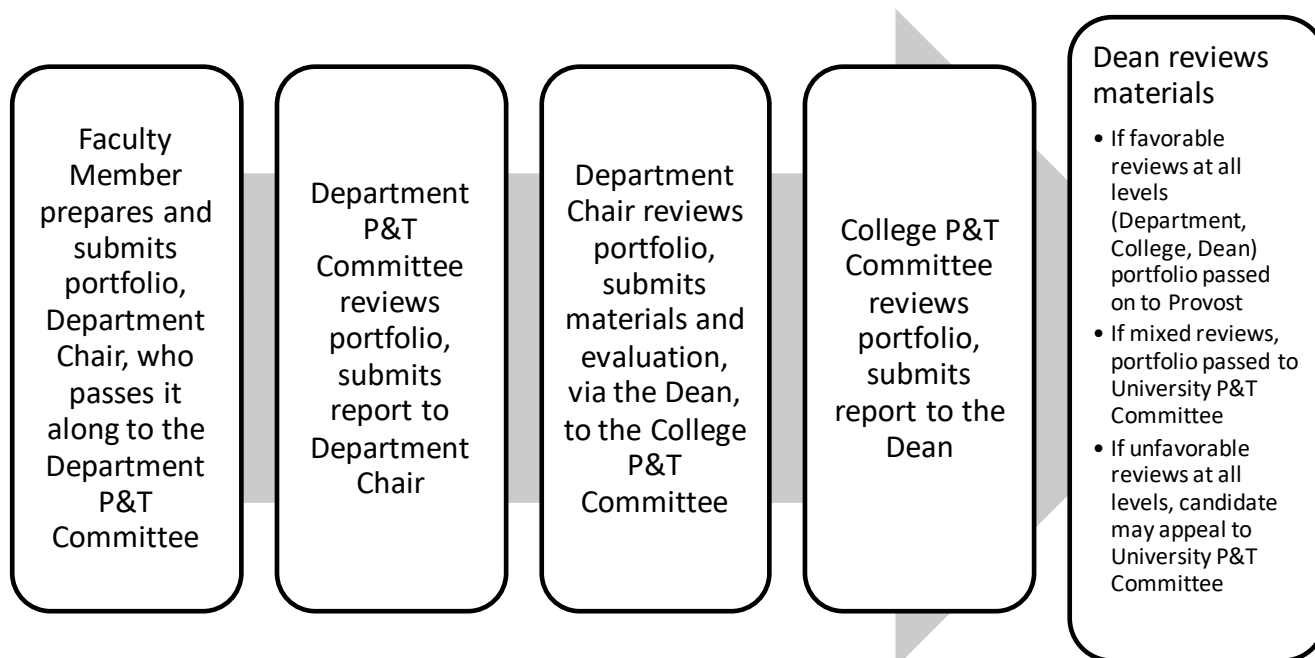 Faculty
Member
prepares and
submits
portfolio,
Department
Chair, who
passes it
along to the
Department
P&T
Committee
Department
P&T
Committee
reviews
portfolio,
submits
report to
Department
Chair
Department
Chair reviews
portfolio,
submits
materials and
evaluation,
via the Dean,
to the College
P&T
Committee
College P&T
Committee
reviews
portfolio,
submits
report to the
Dean
Dean reviews
materials
• If favorable
reviews at all
levels
(Department,
College, Dean)
portfolio passed
on to Provost
• If mixed reviews,
portfolio passed to
University P&T
Committee
• If unfavorable
reviews at all
levels, candidate
may appeal to
University P&T
Committee